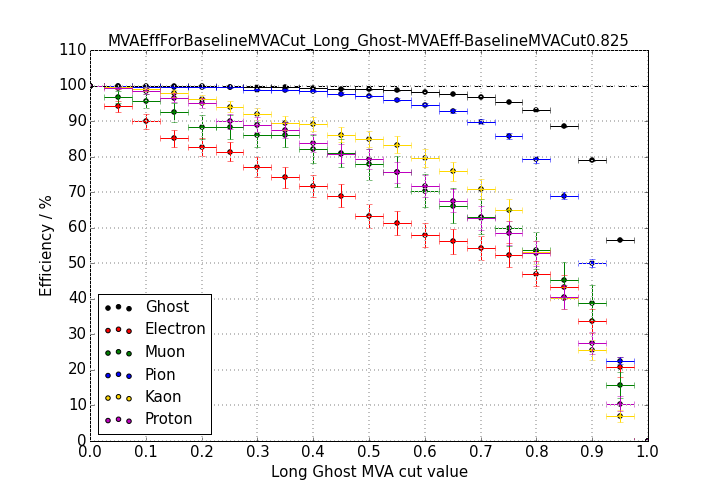 MVAEffForBaselineMVACut_Long_Ghost-MVAEff-BaselineMVACut0.825
110
100
90
80
70
60
50
40
30
20
10
0
Efficiency / %
Ghost
Electron
Muon
Pion
Kaon
Proton
0.0 0.1 0.2 0.3 0.4 0.5 0.6 0.7 0.8 0.9 1.0
Long Ghost MVA cut value